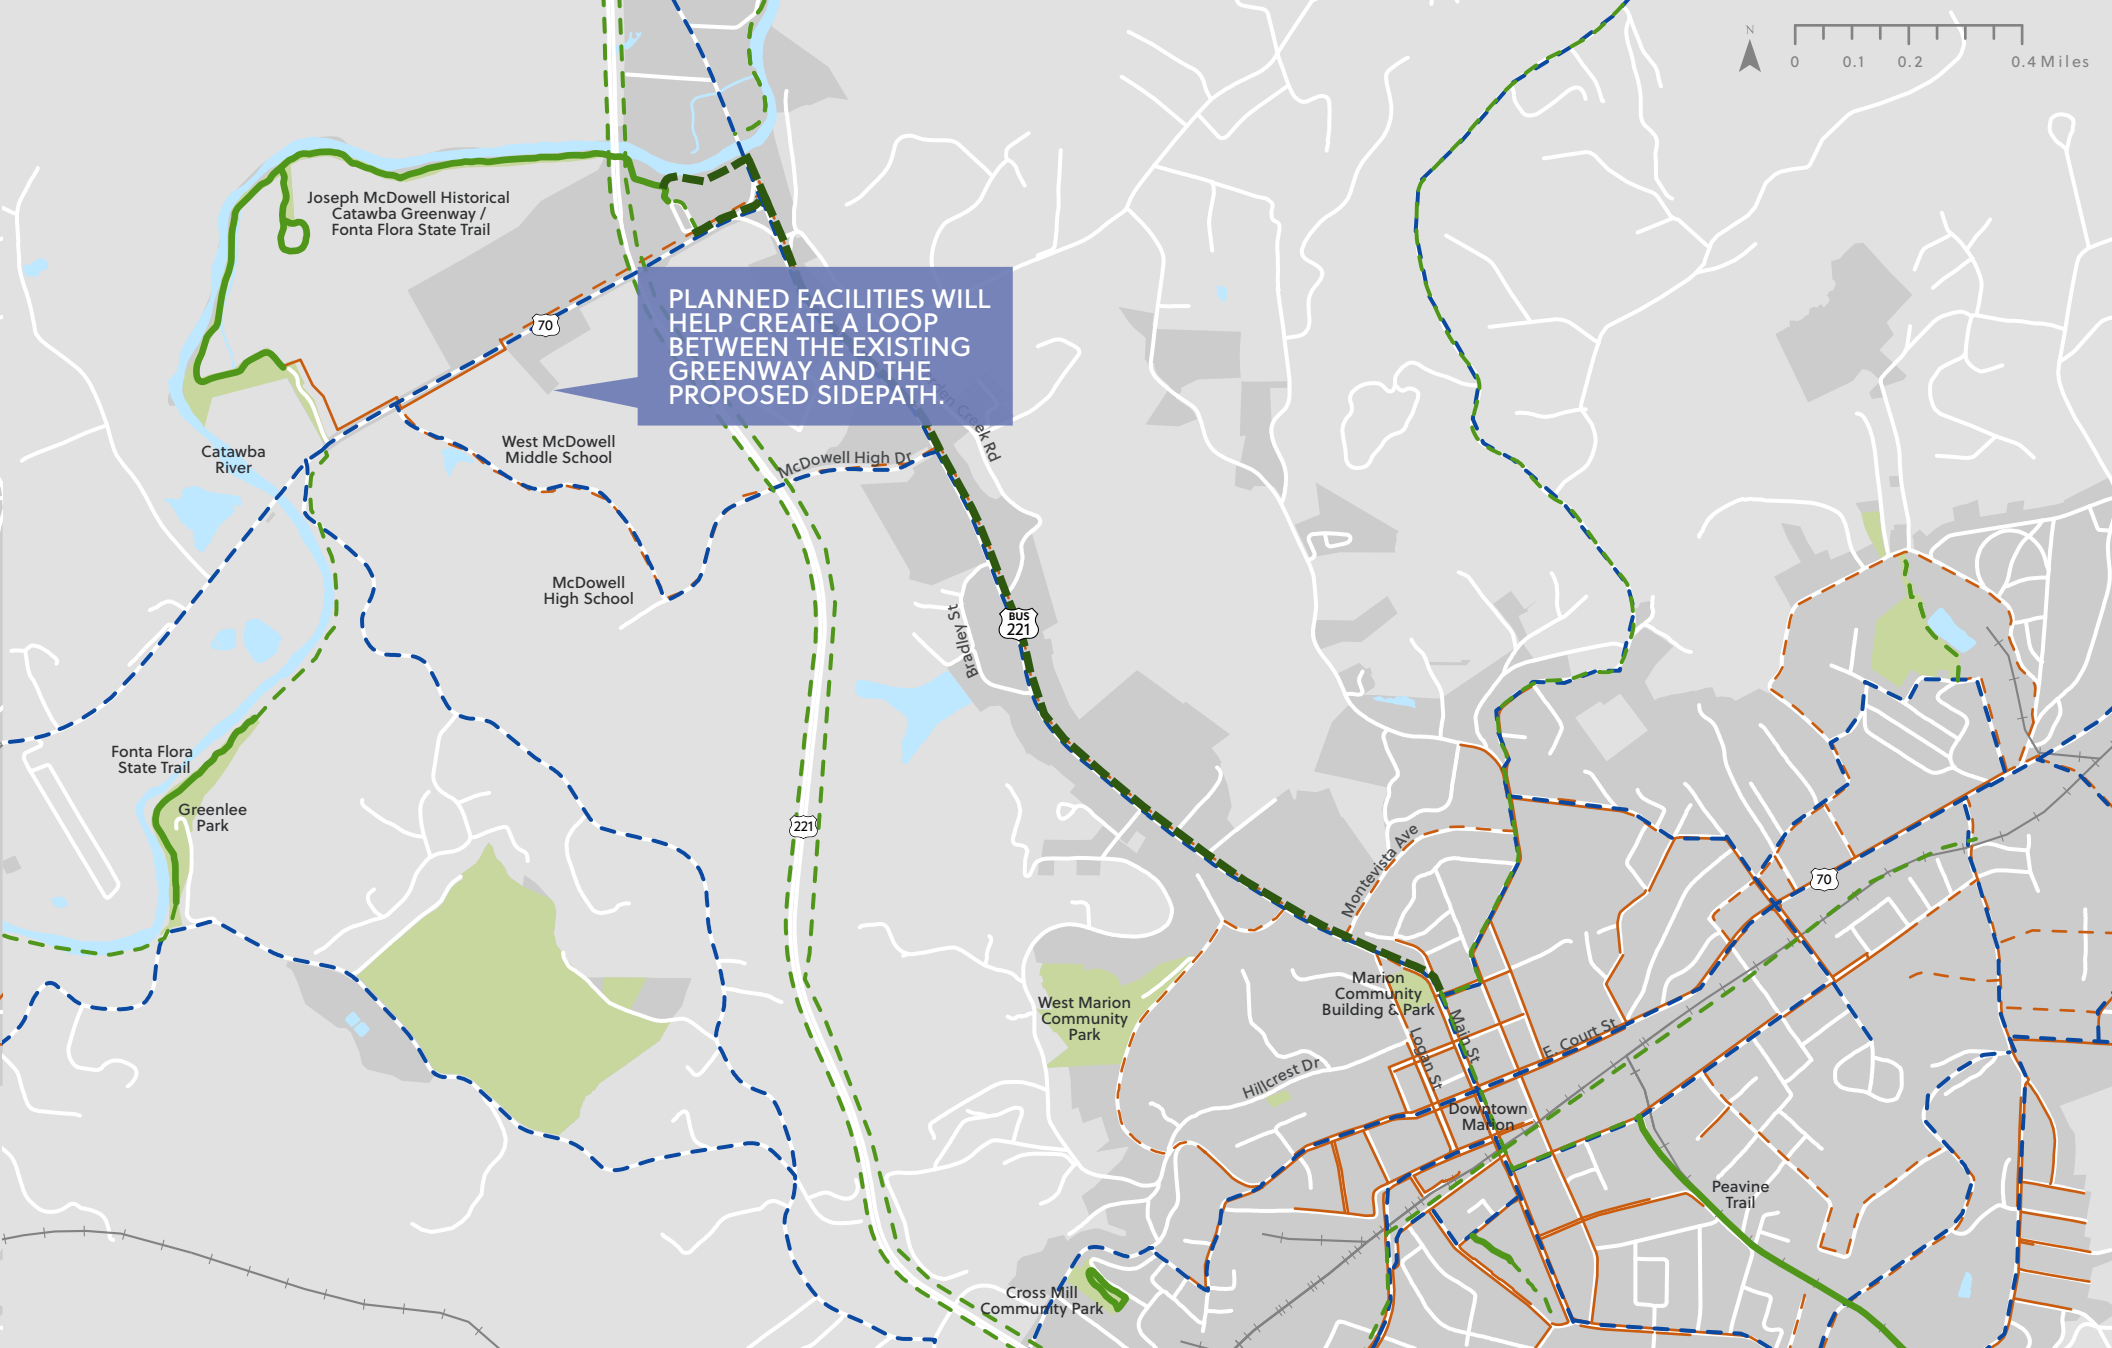 N
0 0.1 0.2 0.4 Miles
Joseph McDowell Historical
Catawba Greenway /
Fonta Flora State Trail
70
PLANNED FACILITIES WILL
HELP CREATE A LOOP
BETWEEN THE EXISTING
GREENWAY AND THE
PROPOSED SIDEPATH.
Creek Rd
Catawba
River
West McDowell
Middle School
McDowell High Dr
McDowell
High School
Bradley St
BUS
221
Fonta Flora
State Trail
Greenlee
Park
221
Montevista Ave
70
Marion
Community
Building & Park
West Marion
Community
Park
Main St
Logan St
E. Court St
Hillcrest Dr
Downtown
Marion
Peavine
Trail
Cross Mill
Community Park